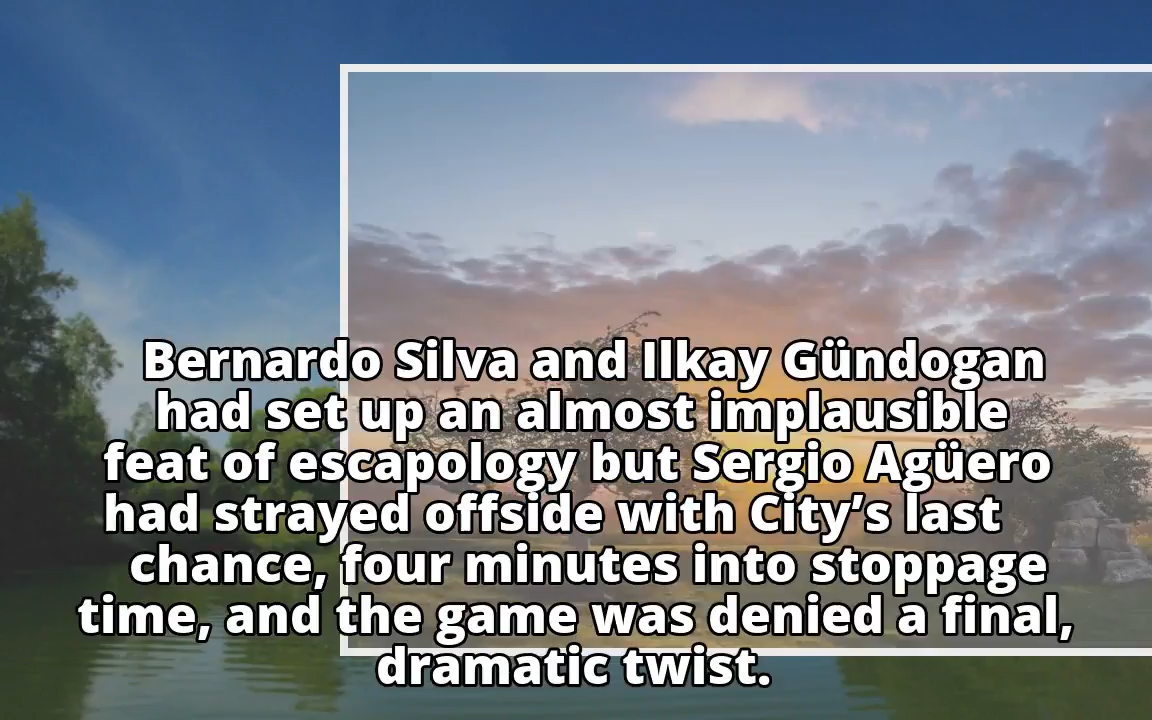 Bernardo Silva and Ilkay Gündogan
had set up an almost implausible
feat of escapology but Sergio Agüero
had strayed offside with City’s last
chance, four minutes into stoppage
time, and the game was denied a final,
dramatic twist.